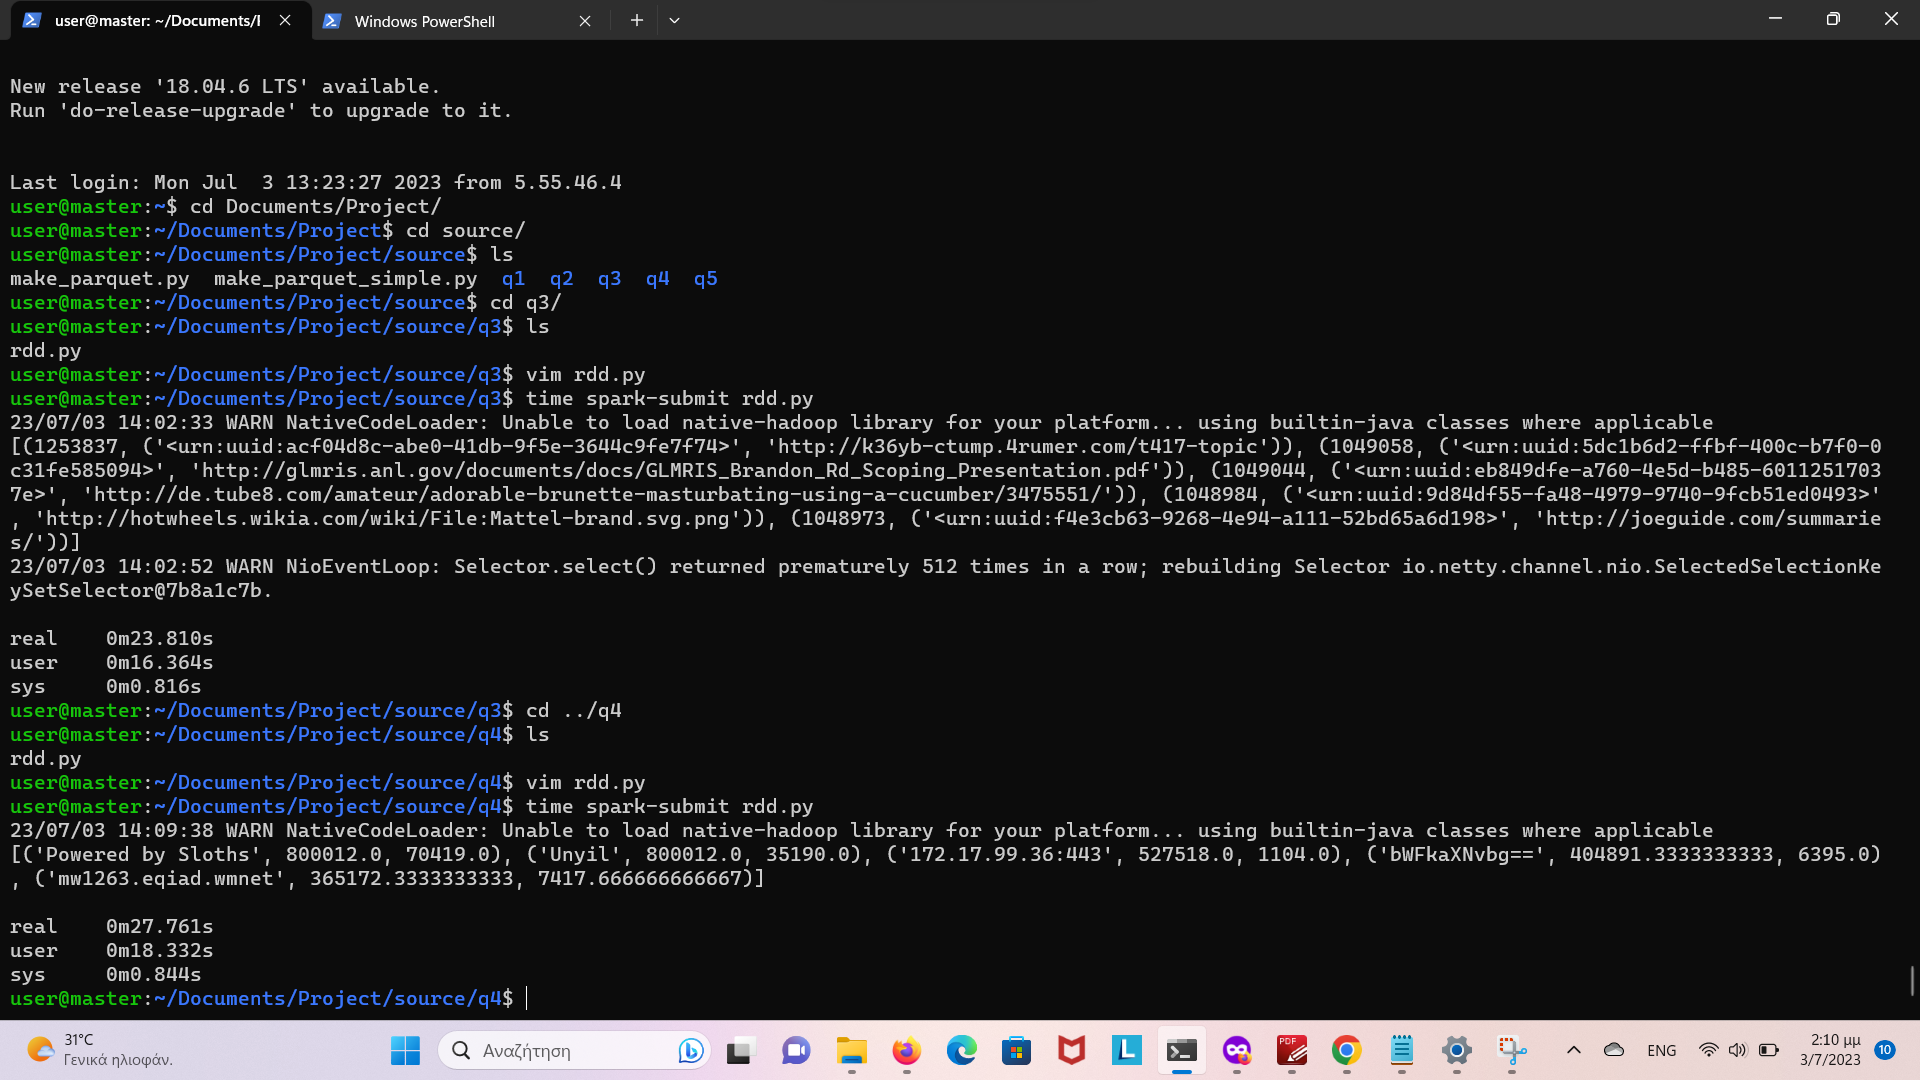 user@master: ~/Documents/I
Windows PowerShell
New release '18.04.6 LTS' available.
Run 'do-release-upgrade' to upgrade to it.
Last login: Mon Jul  3 13:23:27 2023 from 5.55.46.4
user@master:~$ cd Documents/Project/
user@master:~/Documents/Project$ cd source/
user@master:~/Documents/Project/source$ ls
make_parquet.py  make_parquet_simple.py  q1  q2  q3  q4  q5
user@master:~/Documents/Project/source$ cd q3/
user@master:~/Documents/Project/source/q3$ ls
rdd.py
user@master:~/Documents/Project/source/q3$ vim rdd.py
user@master:~/Documents/Project/source/q3$ time spark-submit rdd.py
23/07/03 14:02:33 WARN NativeCodeLoader: Unable to load native-hadoop library for your platform... using builtin-java classes where applicable
[(1253837, ('<urn:uuid:acf04d8c-abe0-41db-9f5e-3644c9fe7f74>', 'http://k36yb-ctump.4rumer.com/t417-topic')), (1049058, ('<urn:uuid:5dc1b6d2-ffbf-400c-b7f0-0
c31fe585094>', 'http://glmris.anl.gov/documents/docs/GLMRIS_Brandon_Rd_Scoping_Presentation.pdf')), (1049044, ('<urn:uuid:eb849dfe-a760-4e5d-b485-6011251703
7e>', 'http://de.tube8.com/amateur/adorable-brunette-masturbating-using-a-cucumber/3475551/')), (1048984, ('<urn:uuid:9d84df55-fa48-4979-9740-9fcb51ed0493>'
, 'http://hotwheels.wikia.com/wiki/File:Mattel-brand.svg.png')), (1048973, ('<urn:uuid:f4e3cb63-9268-4e94-a111-52bd65a6d198>', 'http://joeguide.com/summarie
s/'))]
23/07/03 14:02:52 WARN NioEventLoop: Selector.select() returned prematurely 512 times in a row; rebuilding Selector io.netty.channel.nio.SelectedSelectionKe
ySetSelector@7b8a1c7b.
real    0m23.810s
user    0m16.364s
sys     0m0.816s
user@master:~/Documents/Project/source/q3$ cd ../q4
user@master:~/Documents/Project/source/q4$ ls
rdd.py
user@master:~/Documents/Project/source/q4$ vim rdd.py
user@master:~/Documents/Project/source/q4$ time spark-submit rdd.py
23/07/03 14:09:38 WARN NativeCodeLoader: Unable to load native-hadoop library for your platform... using builtin-java classes where applicable
[('Powered by Sloths', 800012.0, 70419.0), ('Unyil', 800012.0, 35190.0), ('172.17.99.36:443', 527518.0, 1104.0), ('bWFkaXNvbg==', 404891.3333333333, 6395.0)
, ('mw1263.eqiad.wmnet', 365172.3333333333, 7417.666666666667)]
real    0m27.761s
user    0m18.332s
sys     0m0.844s
user@master:~/Documents/Project/source/q4$
31°C
Γενικά ηλιοφάν.
Αναζήτηση
L
PDF
ENG
2:10 μμ
3/7/2023
10